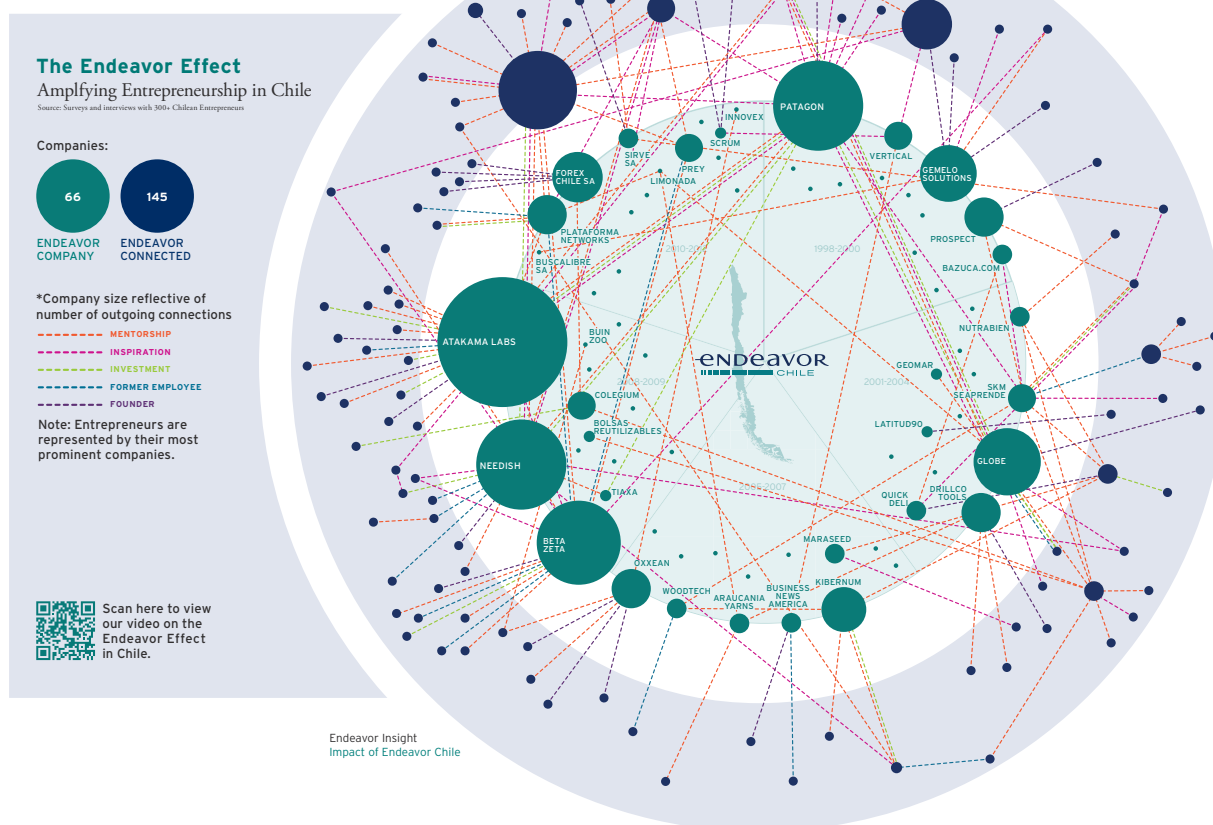 The Endeavor Effect
Amplfying Entrepreneurship in Chile
Source: Surveys and interviews with 300+ Chilean Entrepreneurs
Companies:
66
145
ENDEAVOR
COMPANY
ENDEAVOR
CONNECTED
*Company size reflective of
number of outgoing connections
MENTORSHIP
INSPIRATION
INVESTMENT
FORMER EMPLOYEE
FOUNDER
Note: Entrepreneurs are
represented by their most
prominent companies.
Scan here to view
our video on the
Endeavor Effect
in Chile.
Endeavor Insight
Impact of Endeavor Chile
PATAGON
INNOVEX
SCRUM
SIRVE
SA
PREY
LIMONADA
VERTICAL
FOREX
CHILE SA
GEMELO
SOLUTIONS
PLATAFORMA
NETWORKS
PROSPECT
1998-2000
BUSCALIBRE
SA
BAZUCA.COM
NUTRABIEN
ATAKAMA LABS
BUIN
ZOO
enDeavOR
CHILE
GEOMAR
2008-2009
2001-2004
SKM
SEAPRENDE
COLEGIUM
BOLSAS
REUTILIZABLES
LATITUD90
NEEDISH
GLOBE
2005-2007
TIAXA
QUICK
DELI
DRILLCO
TOOLS
BETA
ZETA
MARASEED
OXXEAN
WOODTECH
ARAUCANIA
YARNS
BUSINESS
NEWS
AMERICA
KIBERNUM